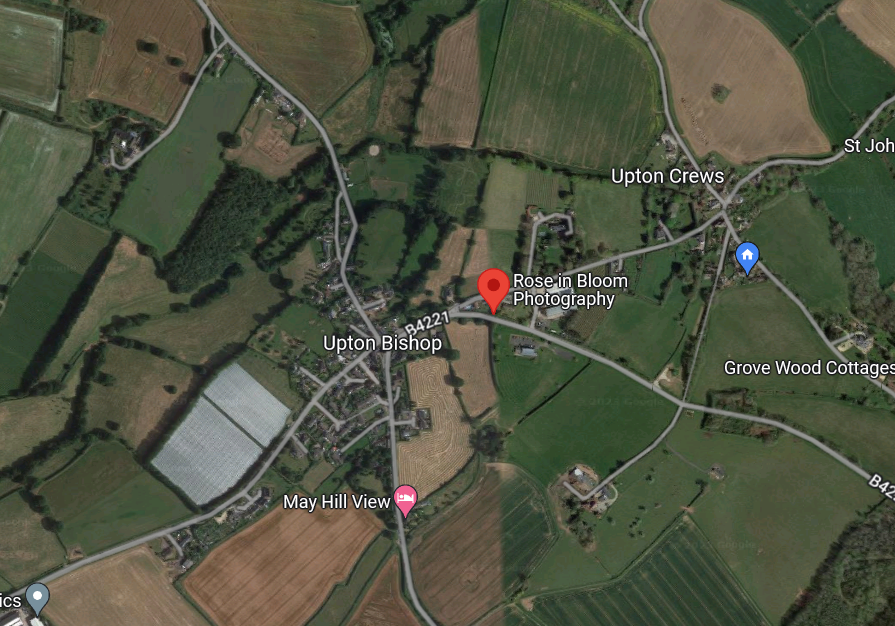 St Joh
Upton Crews
Rose in Bloom
Photography
B4221
Upton Bishop
Grove Wood Cottages
May Hill View
B42
ics